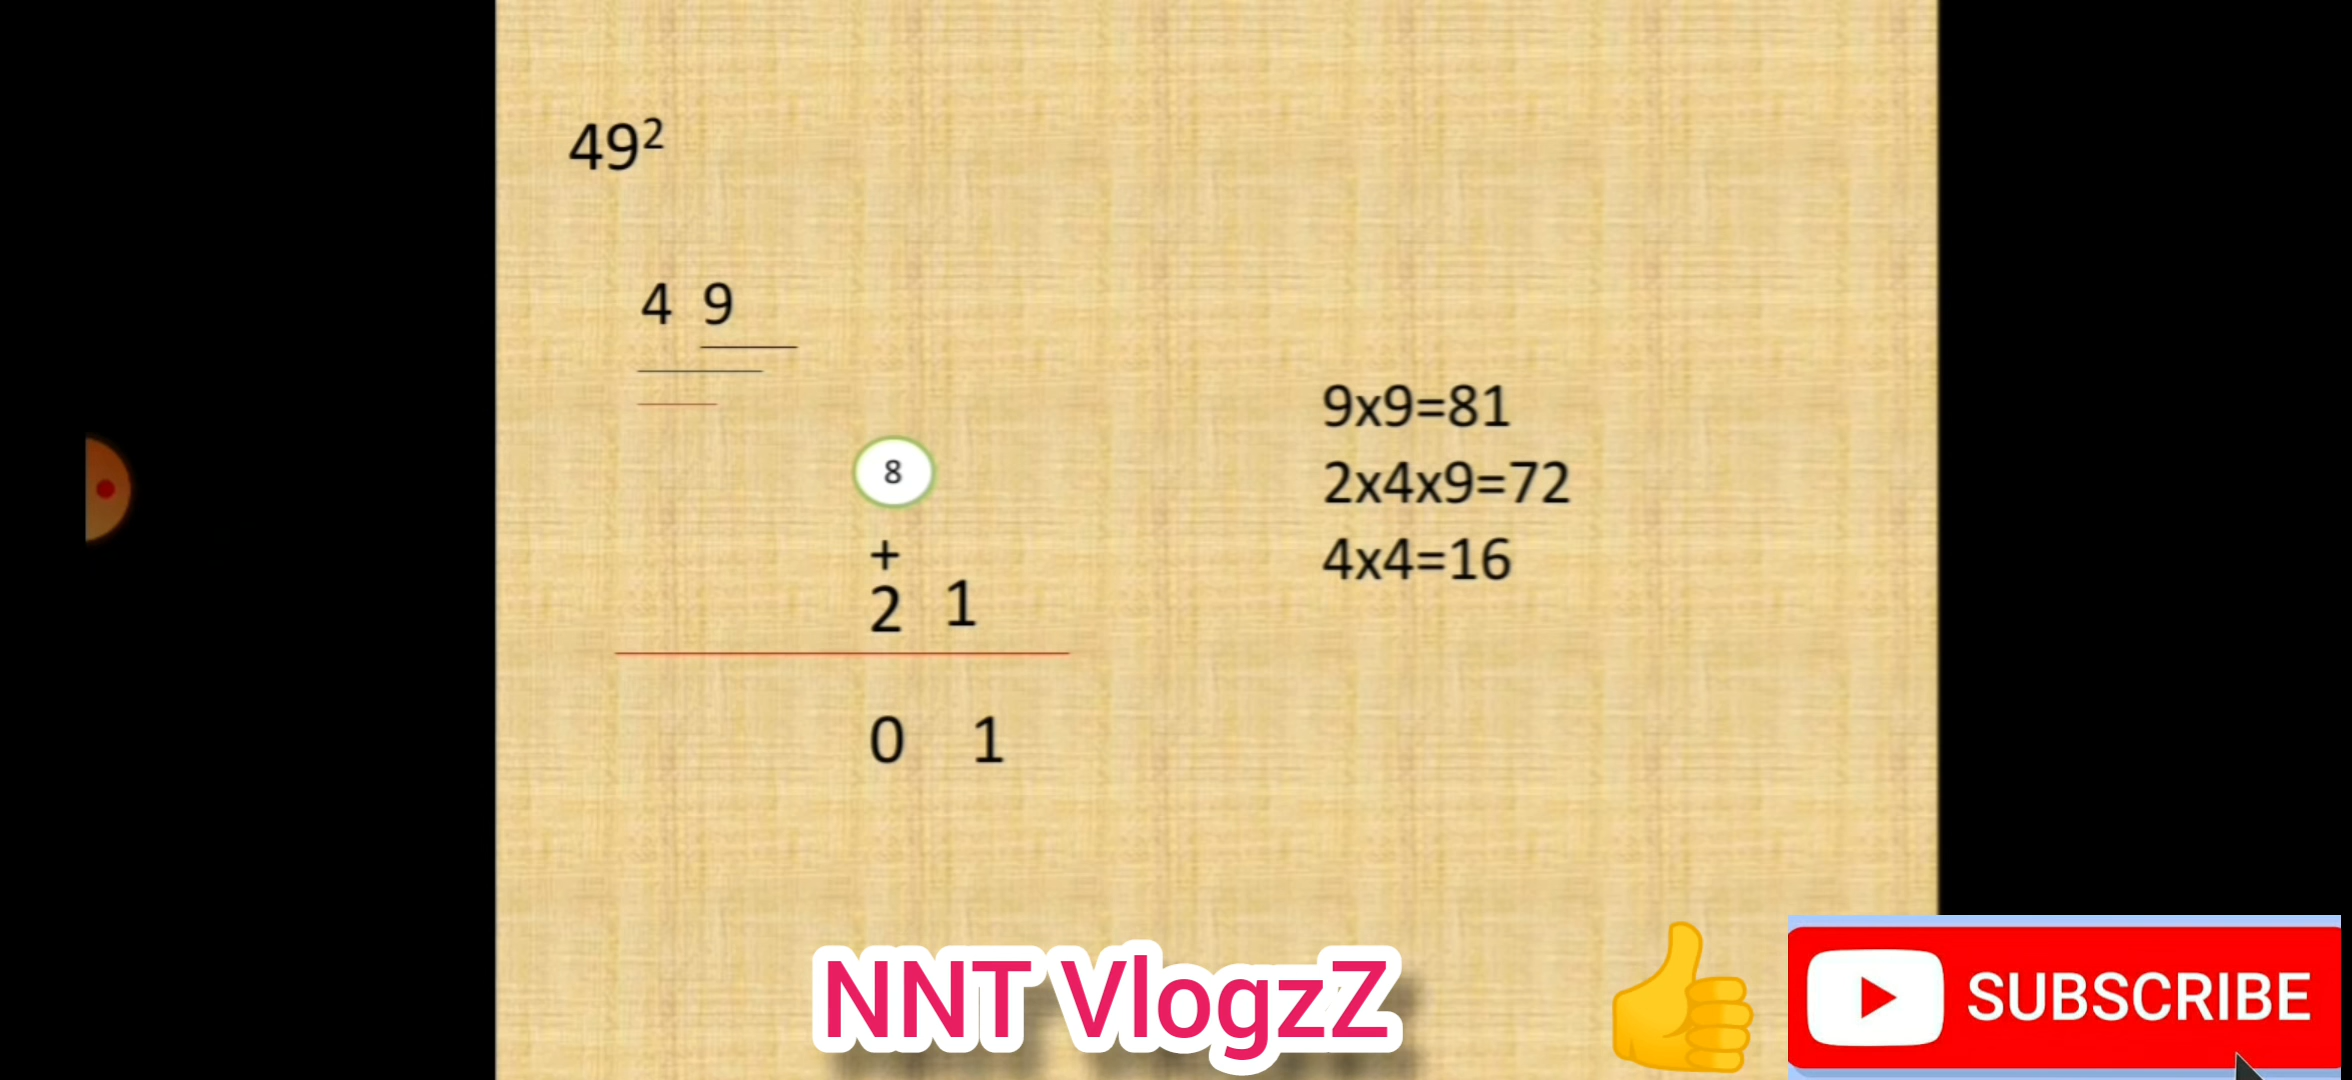 49²
4 9
9x9=81
8
2x4x9=72
+
4x4=16
2 1
0 1
NNT VlogzZ
SUBSCRIBE